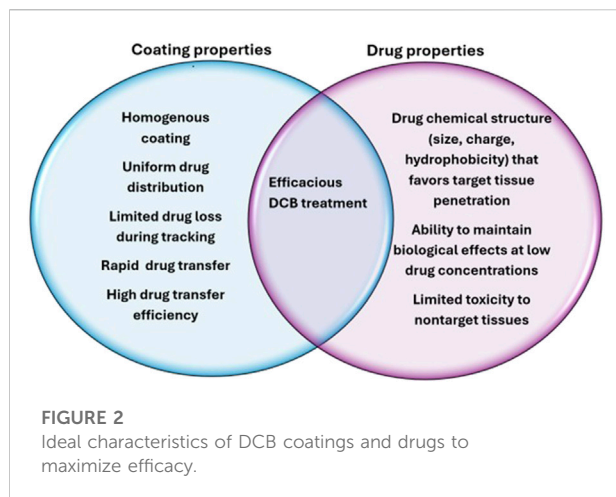 Coating properties
Drug properties
Homogenous
coating
Uniform drug
distribution
Limited drug loss
during tracking
Rapid drug transfer
High drug transfer
efficiency
Efficacious
DCB treatment
Drug chemical structure
(size, charge,
hydrophobicity) that
favors target tissue
penetration
Ability to maintain
biological effects at low
drug concentrations
Limited toxicity to
nontarget tissues
FIGURE 2
Ideal characteristics of DCB coatings and drugs to
maximize efficacy.